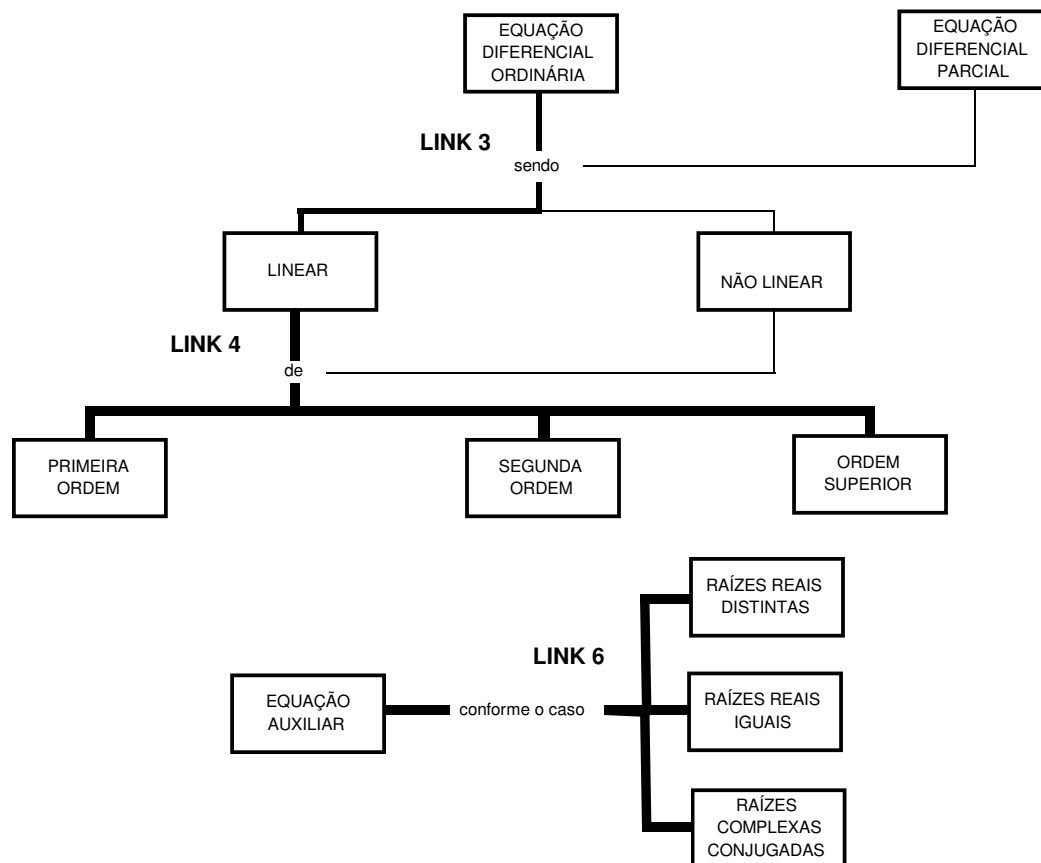 EQUAÇÃO
DIFERENCIAL
ORDINÁRIA
EQUAÇÃO
DIFERENCIAL
PARCIAL
LINK 3
sendo
LINEAR
NÃO LINEAR
LINK 4
de
PRIMEIRA
ORDEM
SEGUNDA
ORDEM
ORDEM
SUPERIOR
RAÍZES REAIS
DISTINTAS
LINK 6
EQUAÇÃO
AUXILIAR
conforme o caso
RAÍZES REAIS
IGUAIS
RAÍZES
COMPLEXAS
CONJUGADAS